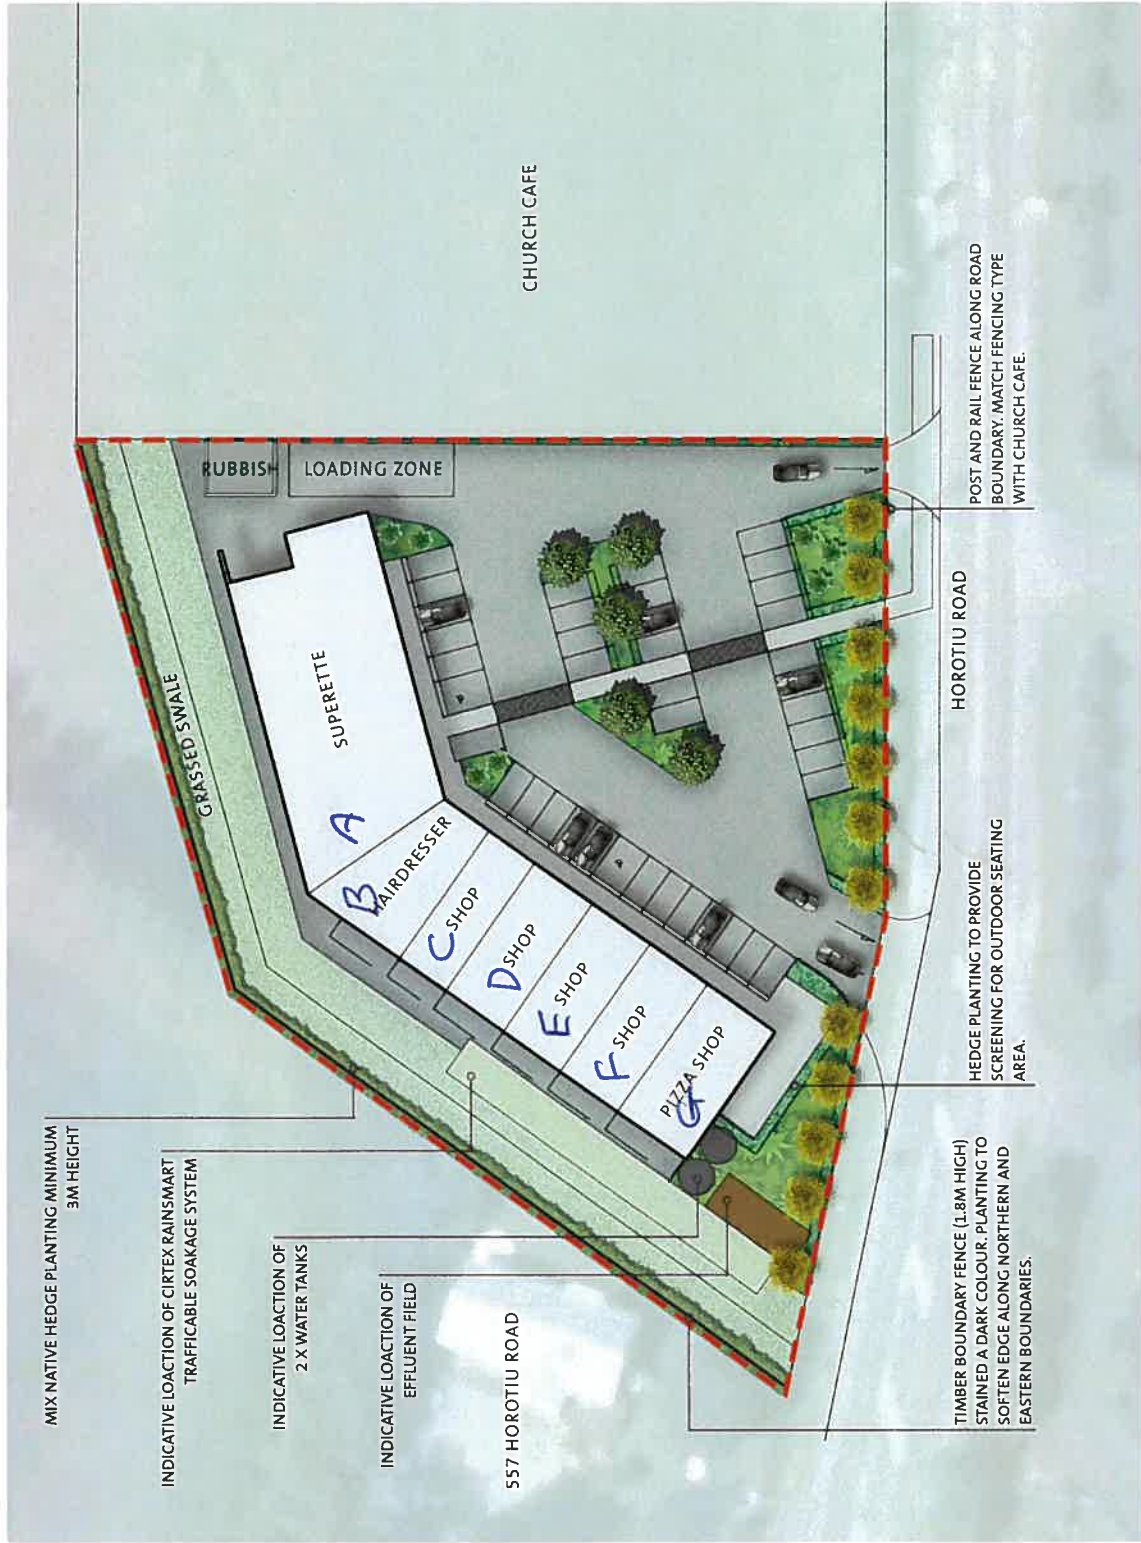 MIX NATIVE HEDGE PLANTING MINIMUM
3M HEIGHT
INDICATIVE LOACTION OF CIRTEX RAINSMART
TRAFFICABLE SOAKAGE SYSTEM
INDICATIVE LOACTION OF
2 X WATER TANKS
INDICATIVE LOACTION OF
EFFLUENT FIELD
557 HOROTIU ROAD
GRASSED SWALE
RUBBISH
LOADING ZONE
CHURCH CAFE
SUPERETTE
A
HAIRDRESSER
B
SHOP
C
SHOP
D
SHOP
E
SHOP
F
PIZZA SHOP
G
HOROTIU ROAD
TIMBER BOUNDARY FENCE (1.8M HIGH)
STAINED A DARK COLOUR. PLANTING TO
SOFTEN EDGE ALONG NORTHERN AND
EASTERN BOUNDARIES.
HEDGE PLANTING TO PROVIDE
SCREENING FOR OUTDOOR SEATING
AREA.
POST AND RAIL FENCE ALONG ROAD
BOUNDARY. MATCH FENCING TYPE
WITH CHURCH CAFE.